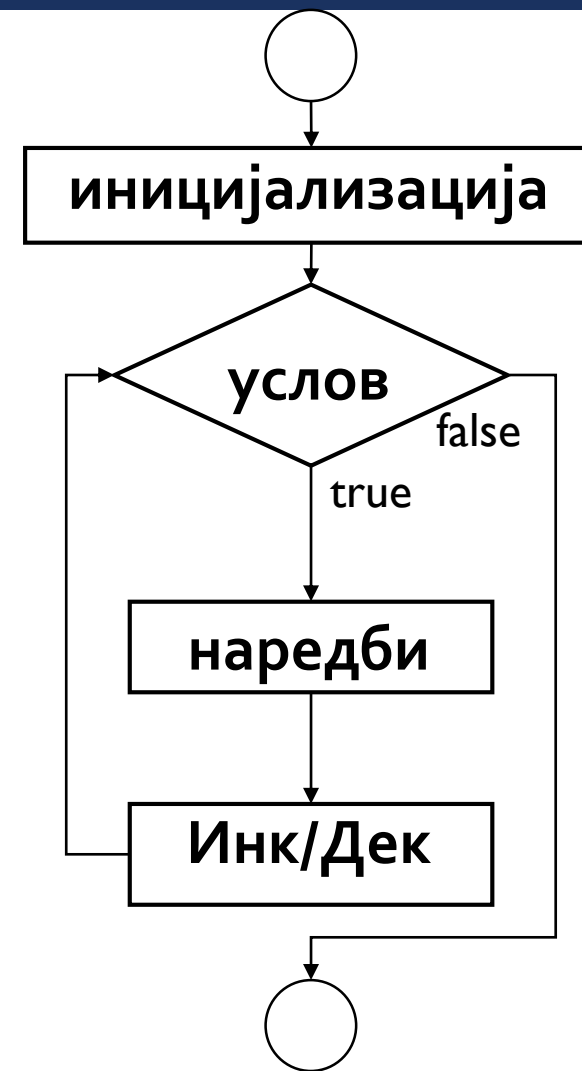 иницијализација
услов
false
true
наредби
Инк/Дек